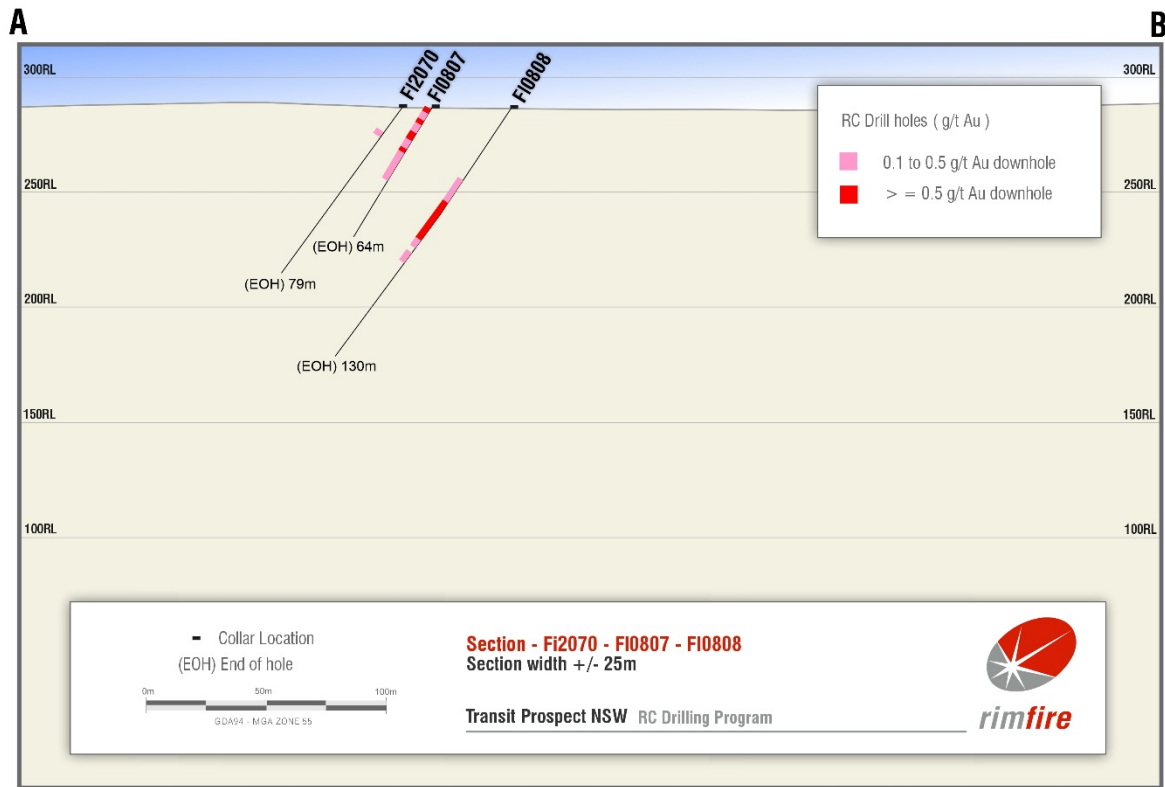 A
B
Fi2070
FI0807
FI0808
300RL
300RL
RC Drill holes ( g/t Au )
0.1 to 0.5 g/t Au downhole
> = 0.5 g/t Au downhole
250RL
250RL
(EOH) 64m
(EOH) 79m
200RL
200RL
(EOH) 130m
150RL
150RL
100RL
100RL
Collar Location
(EOH) End of hole
0m 50m 100m
GDA94 - MGA ZONE 55
Section - Fi2070 - FI0807 - FI0808
Section width +/- 25m
Transit Prospect NSW RC Drilling Program
rimfire